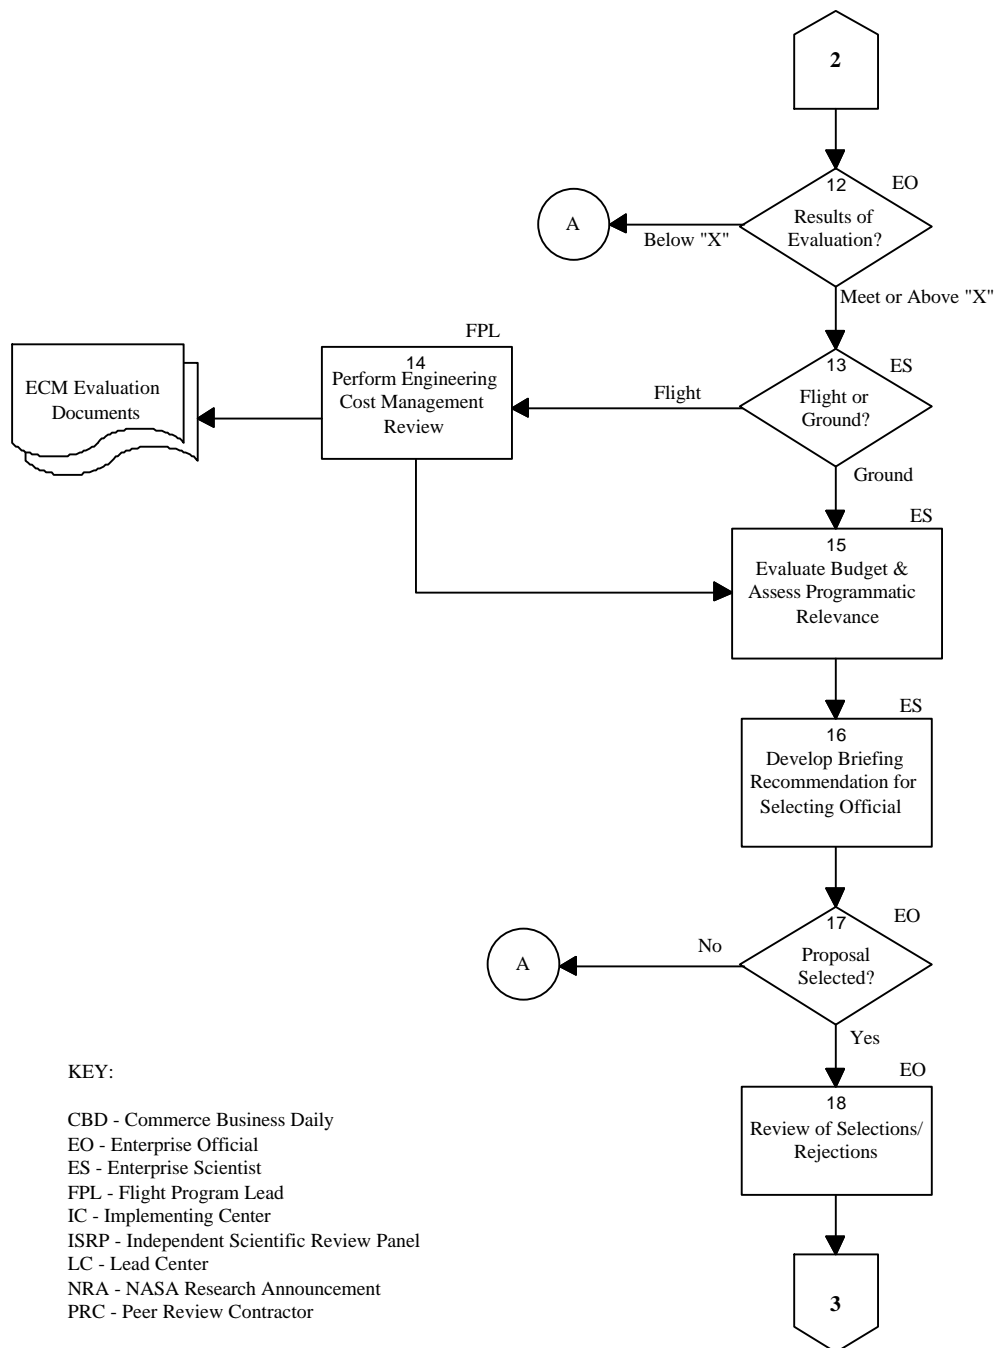 2
12
EO
Results of
Evaluation?
A
Below "X"
Meet or Above "X"
13
ES
Flight or
Ground?
Flight
FPL
14
Perform Engineering
Cost Management
Review
ECM Evaluation
Documents
Ground
ES
15
Evaluate Budget &
Assess Programmatic
Relevance
ES
16
Develop Briefing
Recommendation for
Selecting Official
17
EO
Proposal
Selected?
No
A
Yes
EO
18
Review of Selections/
Rejections
3
KEY:
CBD - Commerce Business Daily
EO - Enterprise Official
ES - Enterprise Scientist
FPL - Flight Program Lead
IC - Implementing Center
ISRP - Independent Scientific Review Panel
LC - Lead Center
NRA - NASA Research Announcement
PRC - Peer Review Contractor